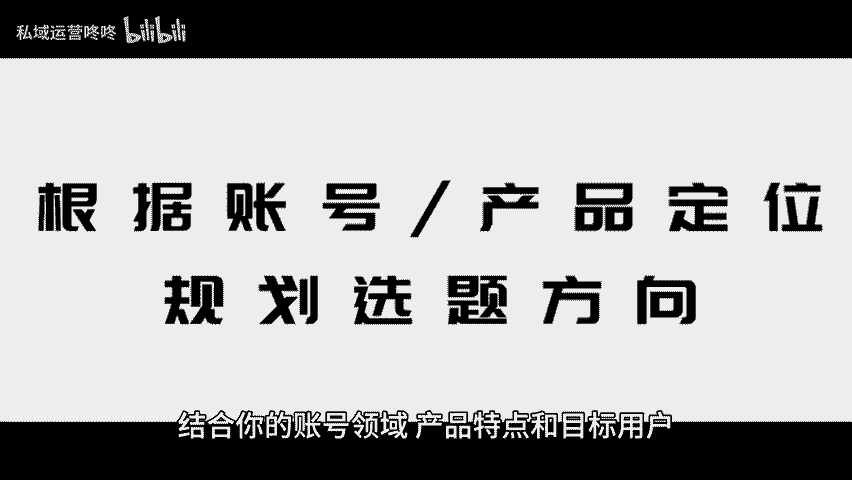 私域运营咚咚 bilibili
根据账号/产品定位
规划选题方向
结合你的账号领域 产品特点和目标用户